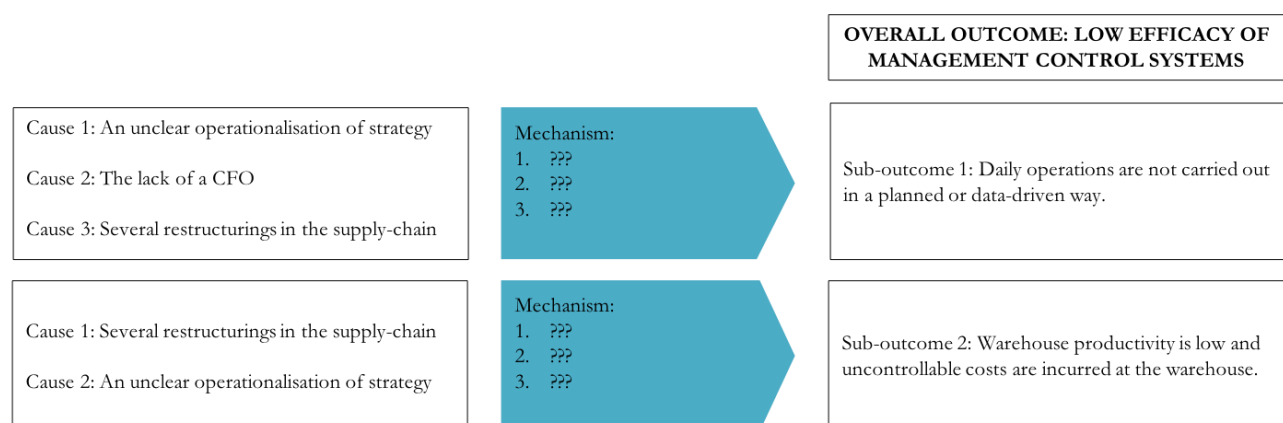 OVERALL OUTCOME: LOW EFFICACY OF
MANAGEMENT CONTROL SYSTEMS
Cause 1: An unclear operationalisation of strategy
Cause 2: The lack of a CFO
Cause 3: Several restructurings in the supply-chain
Mechanism:
1. ???
2. ???
3. ???
Sub-outcome 1: Daily operations are not carried out
in a planned or data-driven way.
Cause 1: Several restructurings in the supply-chain
Cause 2: An unclear operationalisation of strategy
Mechanism:
1. ???
2. ???
3. ???
Sub-outcome 2: Warehouse productivity is low and
uncontrollable costs are incurred at the warehouse.